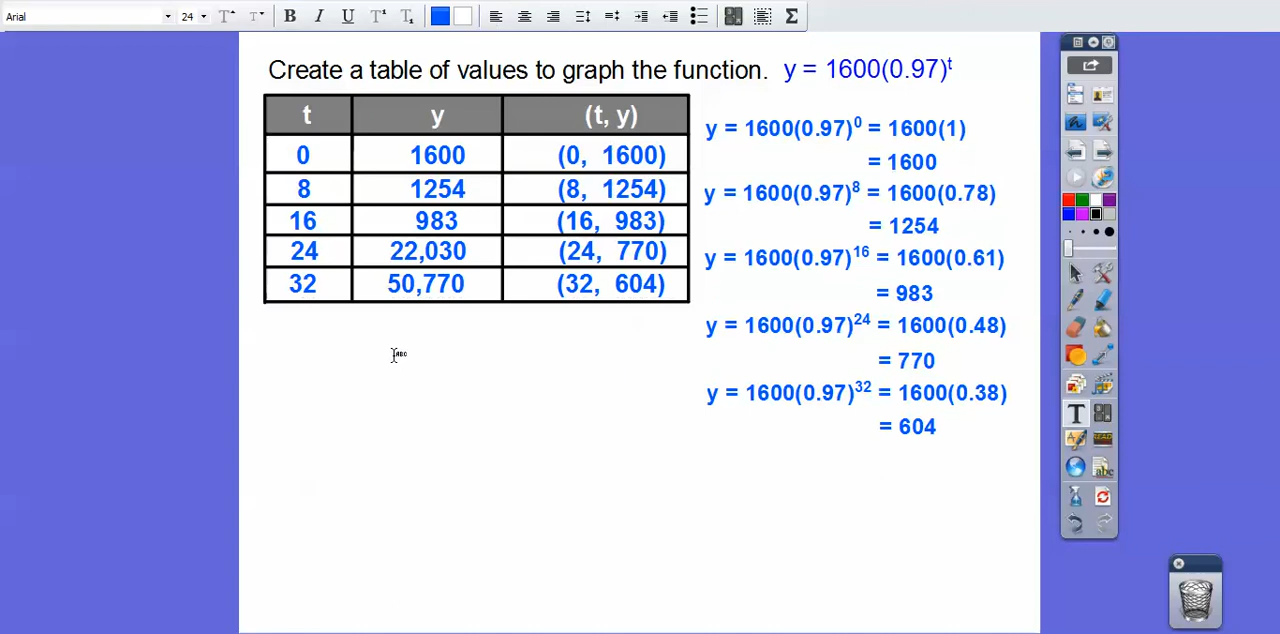 Arial 24 B I U T T Σ
Create a table of values to graph the function. y = 1600(0.97)ᵗ
t y (t, y)
0 1600 (0, 1600)
8 1254 (8, 1254)
16 983 (16, 983)
24 22,030 (24, 770)
32 50,770 (32, 604)
y = 1600(0.97)⁰ = 1600(1)
= 1600
y = 1600(0.97)⁸ = 1600(0.78)
= 1254
y = 1600(0.97)¹⁶ = 1600(0.61)
= 983
y = 1600(0.97)²⁴ = 1600(0.48)
= 770
y = 1600(0.97)³² = 1600(0.38)
= 604